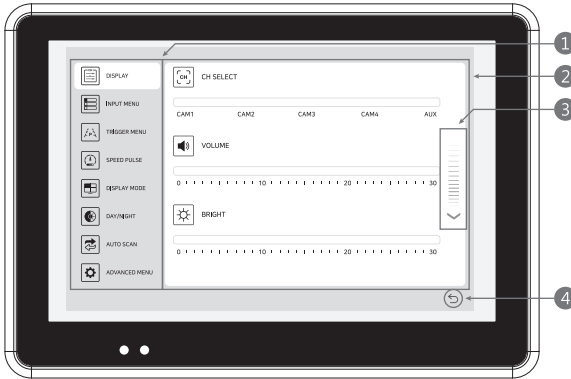 1
DISPLAY
CH
CH SELECT
2
INPUT MENU
CAM1 CAM2 CAM3 CAM4 AUX
3
TRIGGER MENU
P
VOLUME
SPEED PULSE
0 10 20 30
DISPLAY MODE
DAY/NIGHT
BRIGHT
AUTO SCAN
0 10 20 30
ADVANCED MENU
4